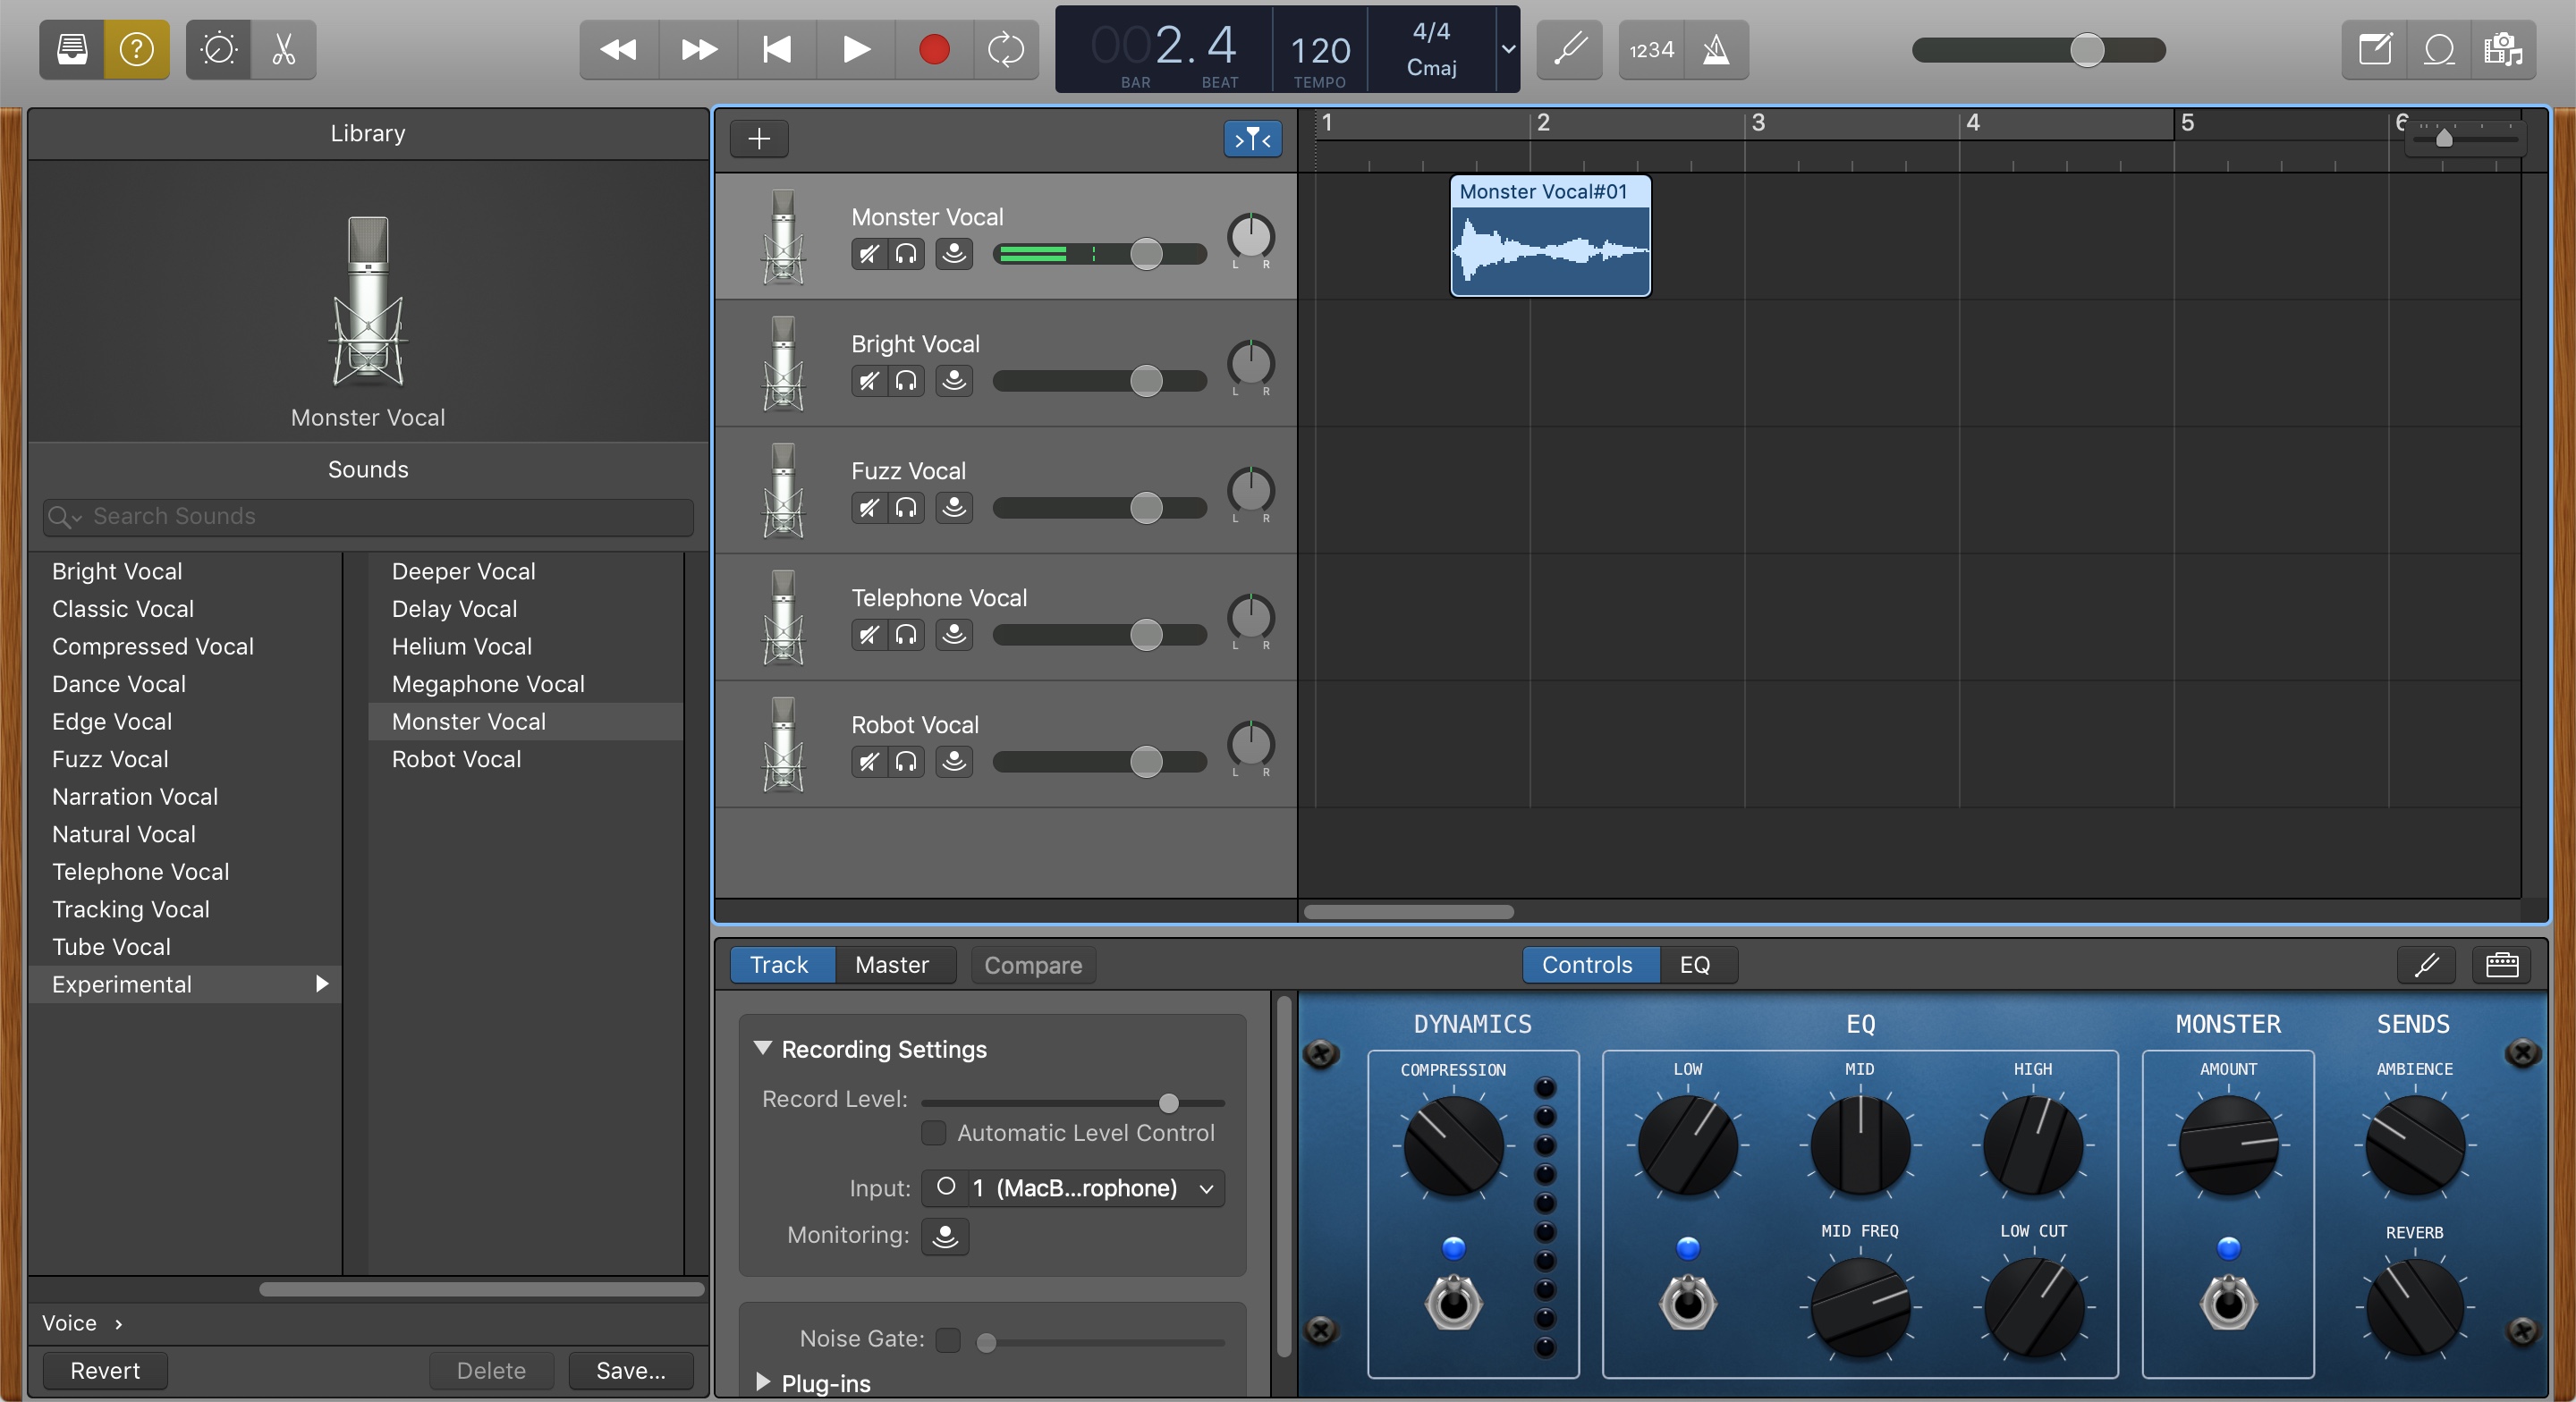 002.4
BAR BEAT
120
TEMPO
4/4
Cmaj
1234
Library
Monster Vocal
Sounds
Search Sounds
Bright Vocal
Classic Vocal
Compressed Vocal
Dance Vocal
Edge Vocal
Fuzz Vocal
Narration Vocal
Natural Vocal
Telephone Vocal
Tracking Vocal
Tube Vocal
Experimental
Deeper Vocal
Delay Vocal
Helium Vocal
Megaphone Vocal
Monster Vocal
Robot Vocal
Voice ›
Revert Delete Save...
1 2 3 4 5 6
Monster Vocal
L R
Monster Vocal#01
Bright Vocal
L R
Fuzz Vocal
L R
Telephone Vocal
L R
Robot Vocal
L R
Track Master Compare Controls EQ
Recording Settings
Record Level:
Automatic Level Control
Input: 1 (MacB...rophone)
Monitoring:
Noise Gate:
Plug-ins
DYNAMICS EQ MONSTER SENDS
COMPRESSION LOW MID HIGH AMOUNT AMBIENCE
MID FREQ LOW CUT REVERB